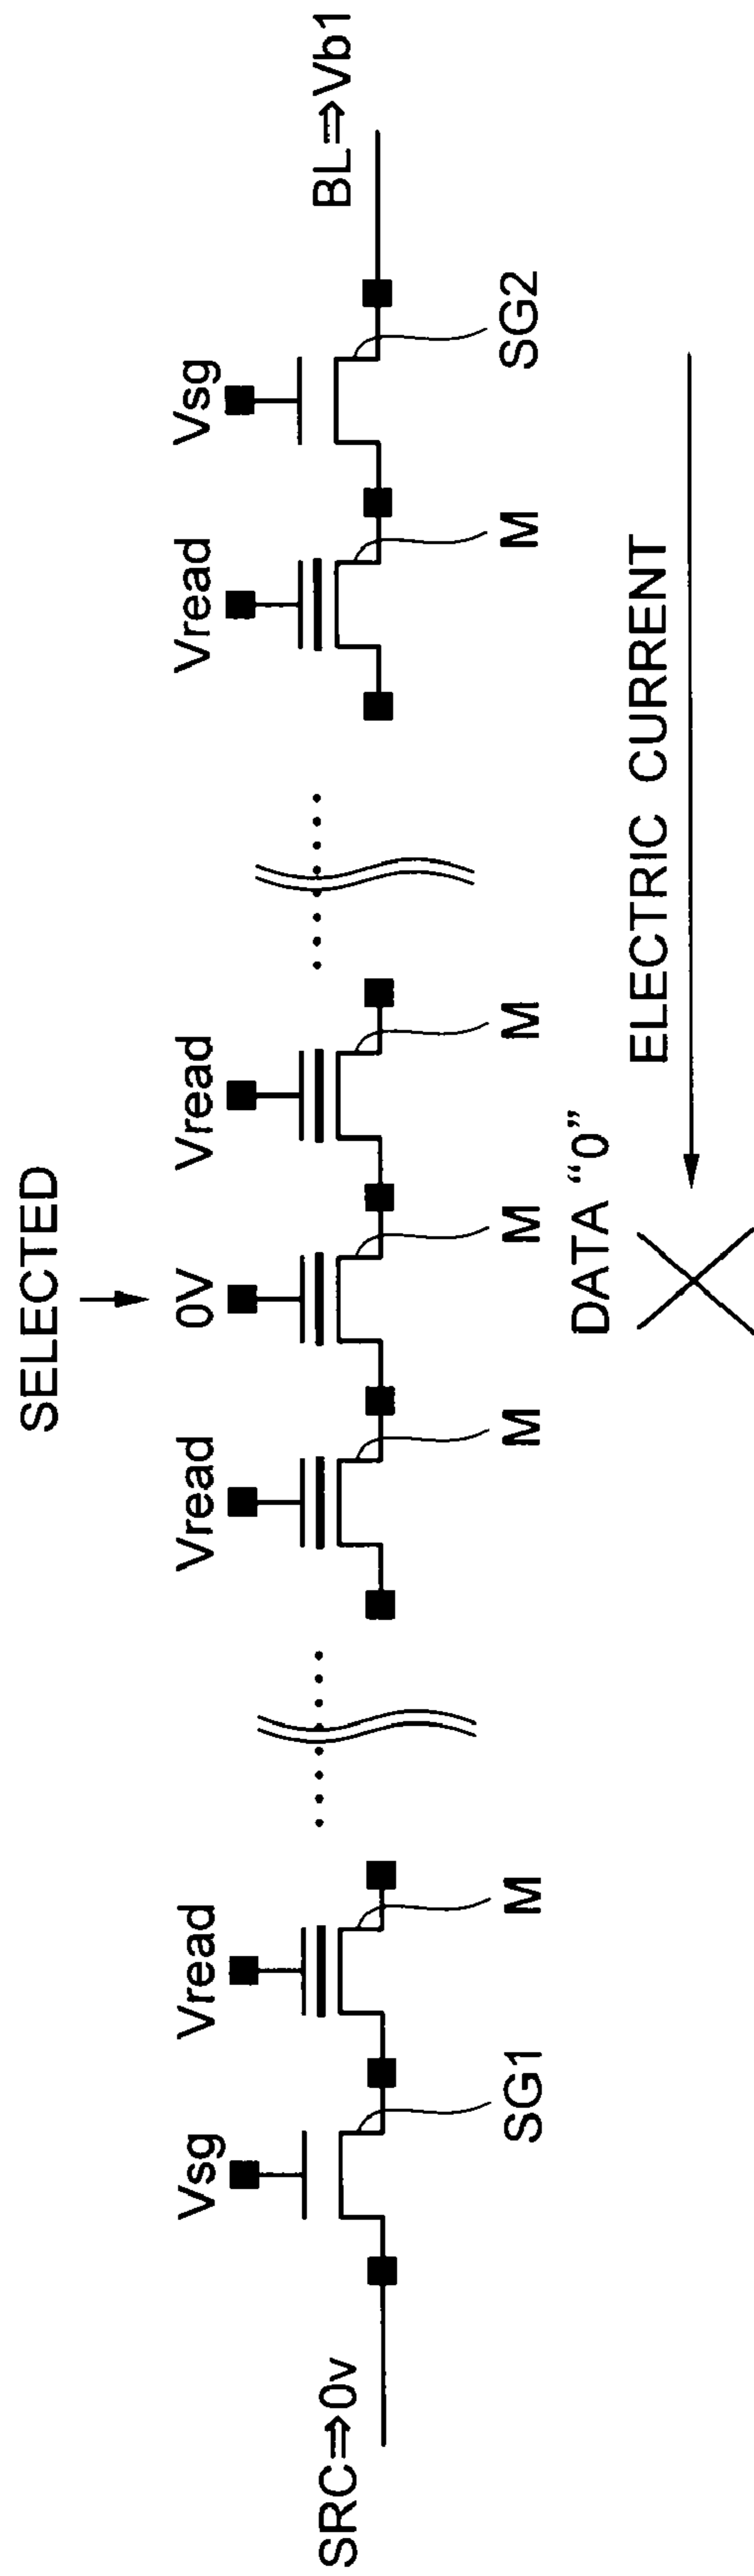 SELECTED
Vsg
Vread
Vread
0V
Vread
Vread
Vsg
SRC⇒0v
BL⇒Vb1
SG1
M
M
M
M
M
SG2
DATA “0”
ELECTRIC CURRENT